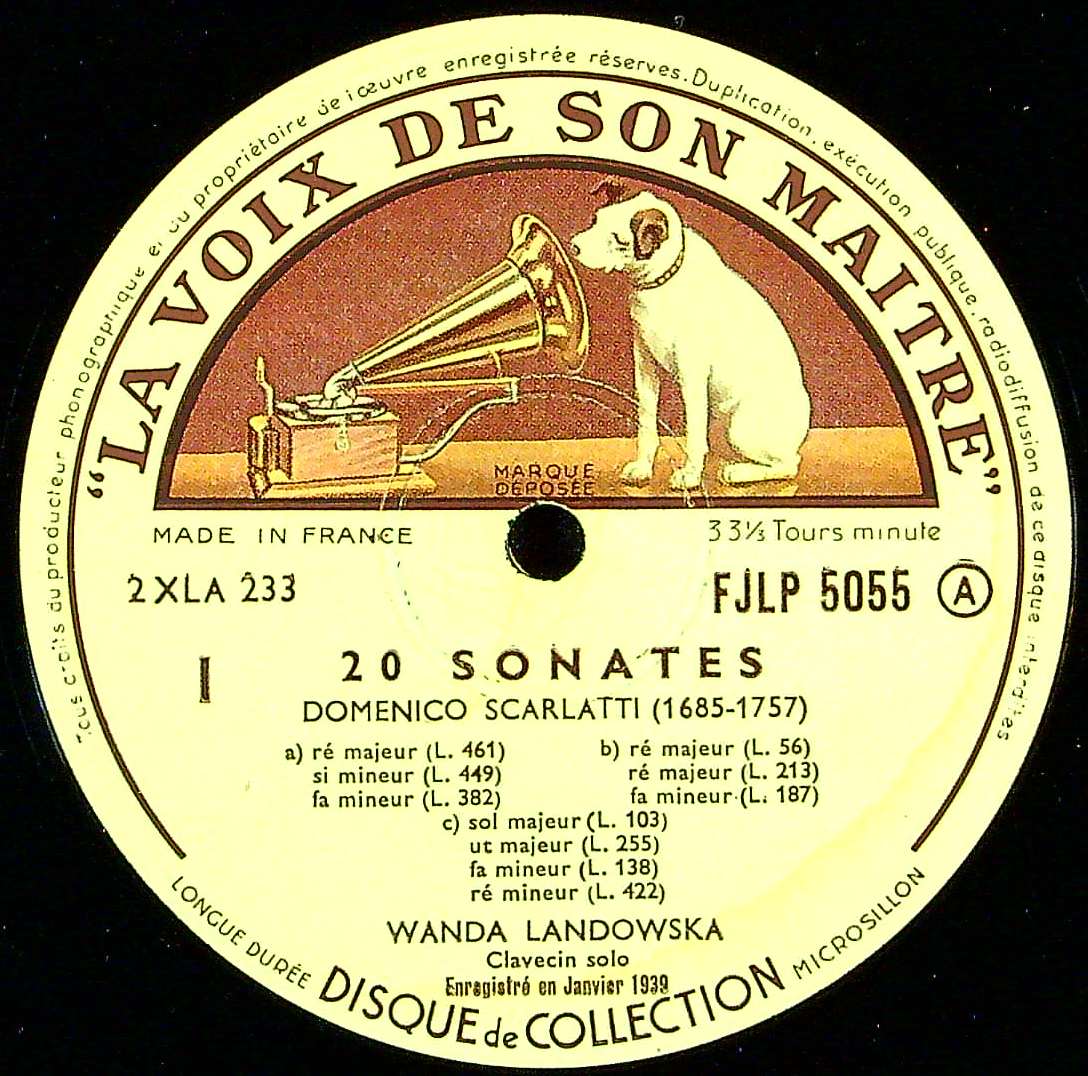 Tous droits du producteur phonographique et du propriétaire de l'œuvre enregistrée réservés. Duplication, exécution publique, radiodiffusion de ce disque interdites
"LA VOIX DE SON MAITRE"
MARQUE
DÉPOSÉE
MADE IN FRANCE
33⅓ Tours minute
2XLA 233
FJLP 5055 A
I
20 SONATES
DOMENICO SCARLATTI (1685-1757)
a) ré majeur (L. 461) b) ré majeur (L. 56)
si mineur (L. 449) ré majeur (L. 213)
fa mineur (L. 382) fa mineur (L. 187)
c) sol majeur (L. 103)
ut majeur (L. 255)
fa mineur (L. 138)
ré mineur (L. 422)
WANDA LANDOWSKA
Clavecin solo
Enregistré en Janvier 1939
LONGUE DURÉE DISQUE de COLLECTION MICROSILLON